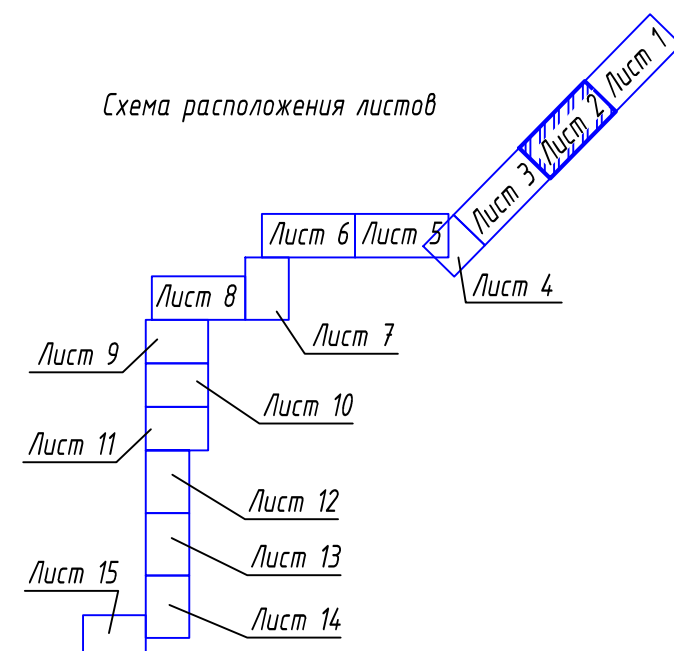 Схема расположения листов
Лист 1
Лист 2
Лист 3
Лист 4
Лист 5
Лист 6
Лист 7
Лист 8
Лист 9
Лист 10
Лист 11
Лист 12
Лист 13
Лист 14
Лист 15